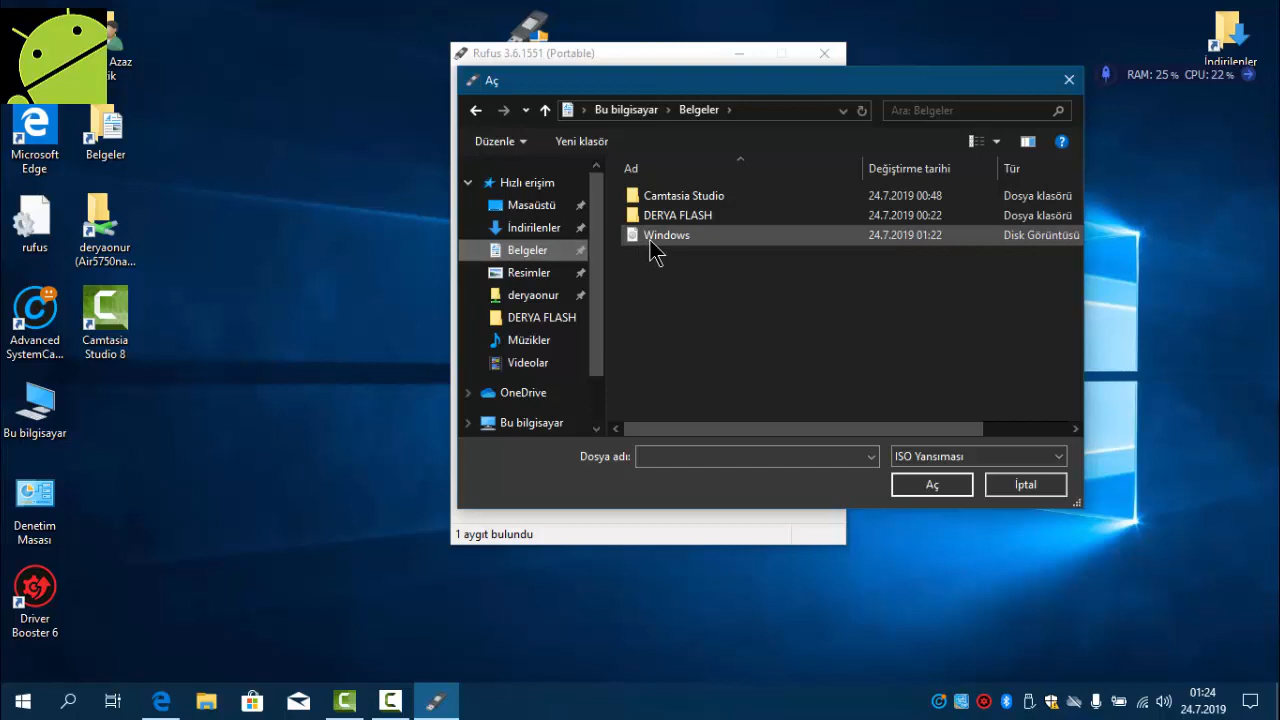 Azaz
ik
Microsoft
Edge
Belgeler
rufus
deryaonur
(Air5750na...
Advanced
SystemCa...
Camtasia
Studio 8
Bu bilgisayar
Denetim
Masası
Driver
Booster 6
İndirilenler
RAM: 25 % CPU: 22 %
Rufus 3.6.1551 (Portable)
Aç
Bu bilgisayar
Belgeler
Ara: Belgeler
Düzenle
Yeni klasör
Ad
Değiştirme tarihi
Tür
Hızlı erişim
Masaüstü
İndirilenler
Belgeler
Resimler
deryaonur
DERYA FLASH
Müzikler
Videolar
OneDrive
Bu bilgisayar
Camtasia Studio 24.7.2019 00:48 Dosya klasörü
DERYA FLASH 24.7.2019 00:22 Dosya klasörü
Windows 24.7.2019 01:22 Disk Görüntüsü
Dosya adı:
ISO Yansıması
Aç
İptal
1 aygıt bulundu
01:24
24.7.2019